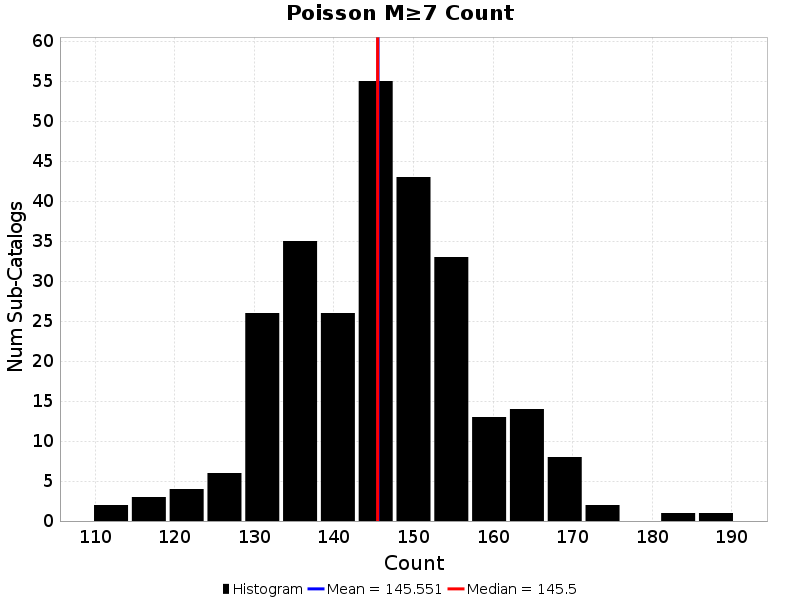 Poisson M≥7 Count
60
55
50
45
40
35
30
25
20
15
10
5
0
Num Sub-Catalogs
110 120 130 140 150 160 170 180 190
Count
Histogram Mean = 145.551 Median = 145.5